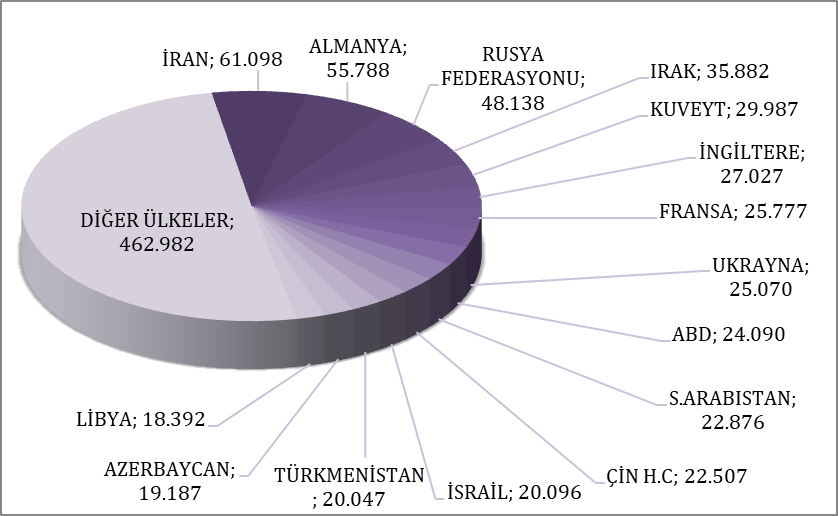 İRAN; 61.098
ALMANYA;
55.788
RUSYA
FEDERASYONU;
48.138
IRAK; 35.882
KUVEYT; 29.987
İNGİLTERE;
27.027
FRANSA; 25.777
UKRAYNA;
25.070
ABD; 24.090
S.ARABISTAN;
22.876
ÇİN H.C; 22.507
İSRAİL; 20.096
TÜRKMENİSTAN
; 20.047
AZERBAYCAN;
19.187
LİBYA; 18.392
DİĞER ÜLKELER;
462.982